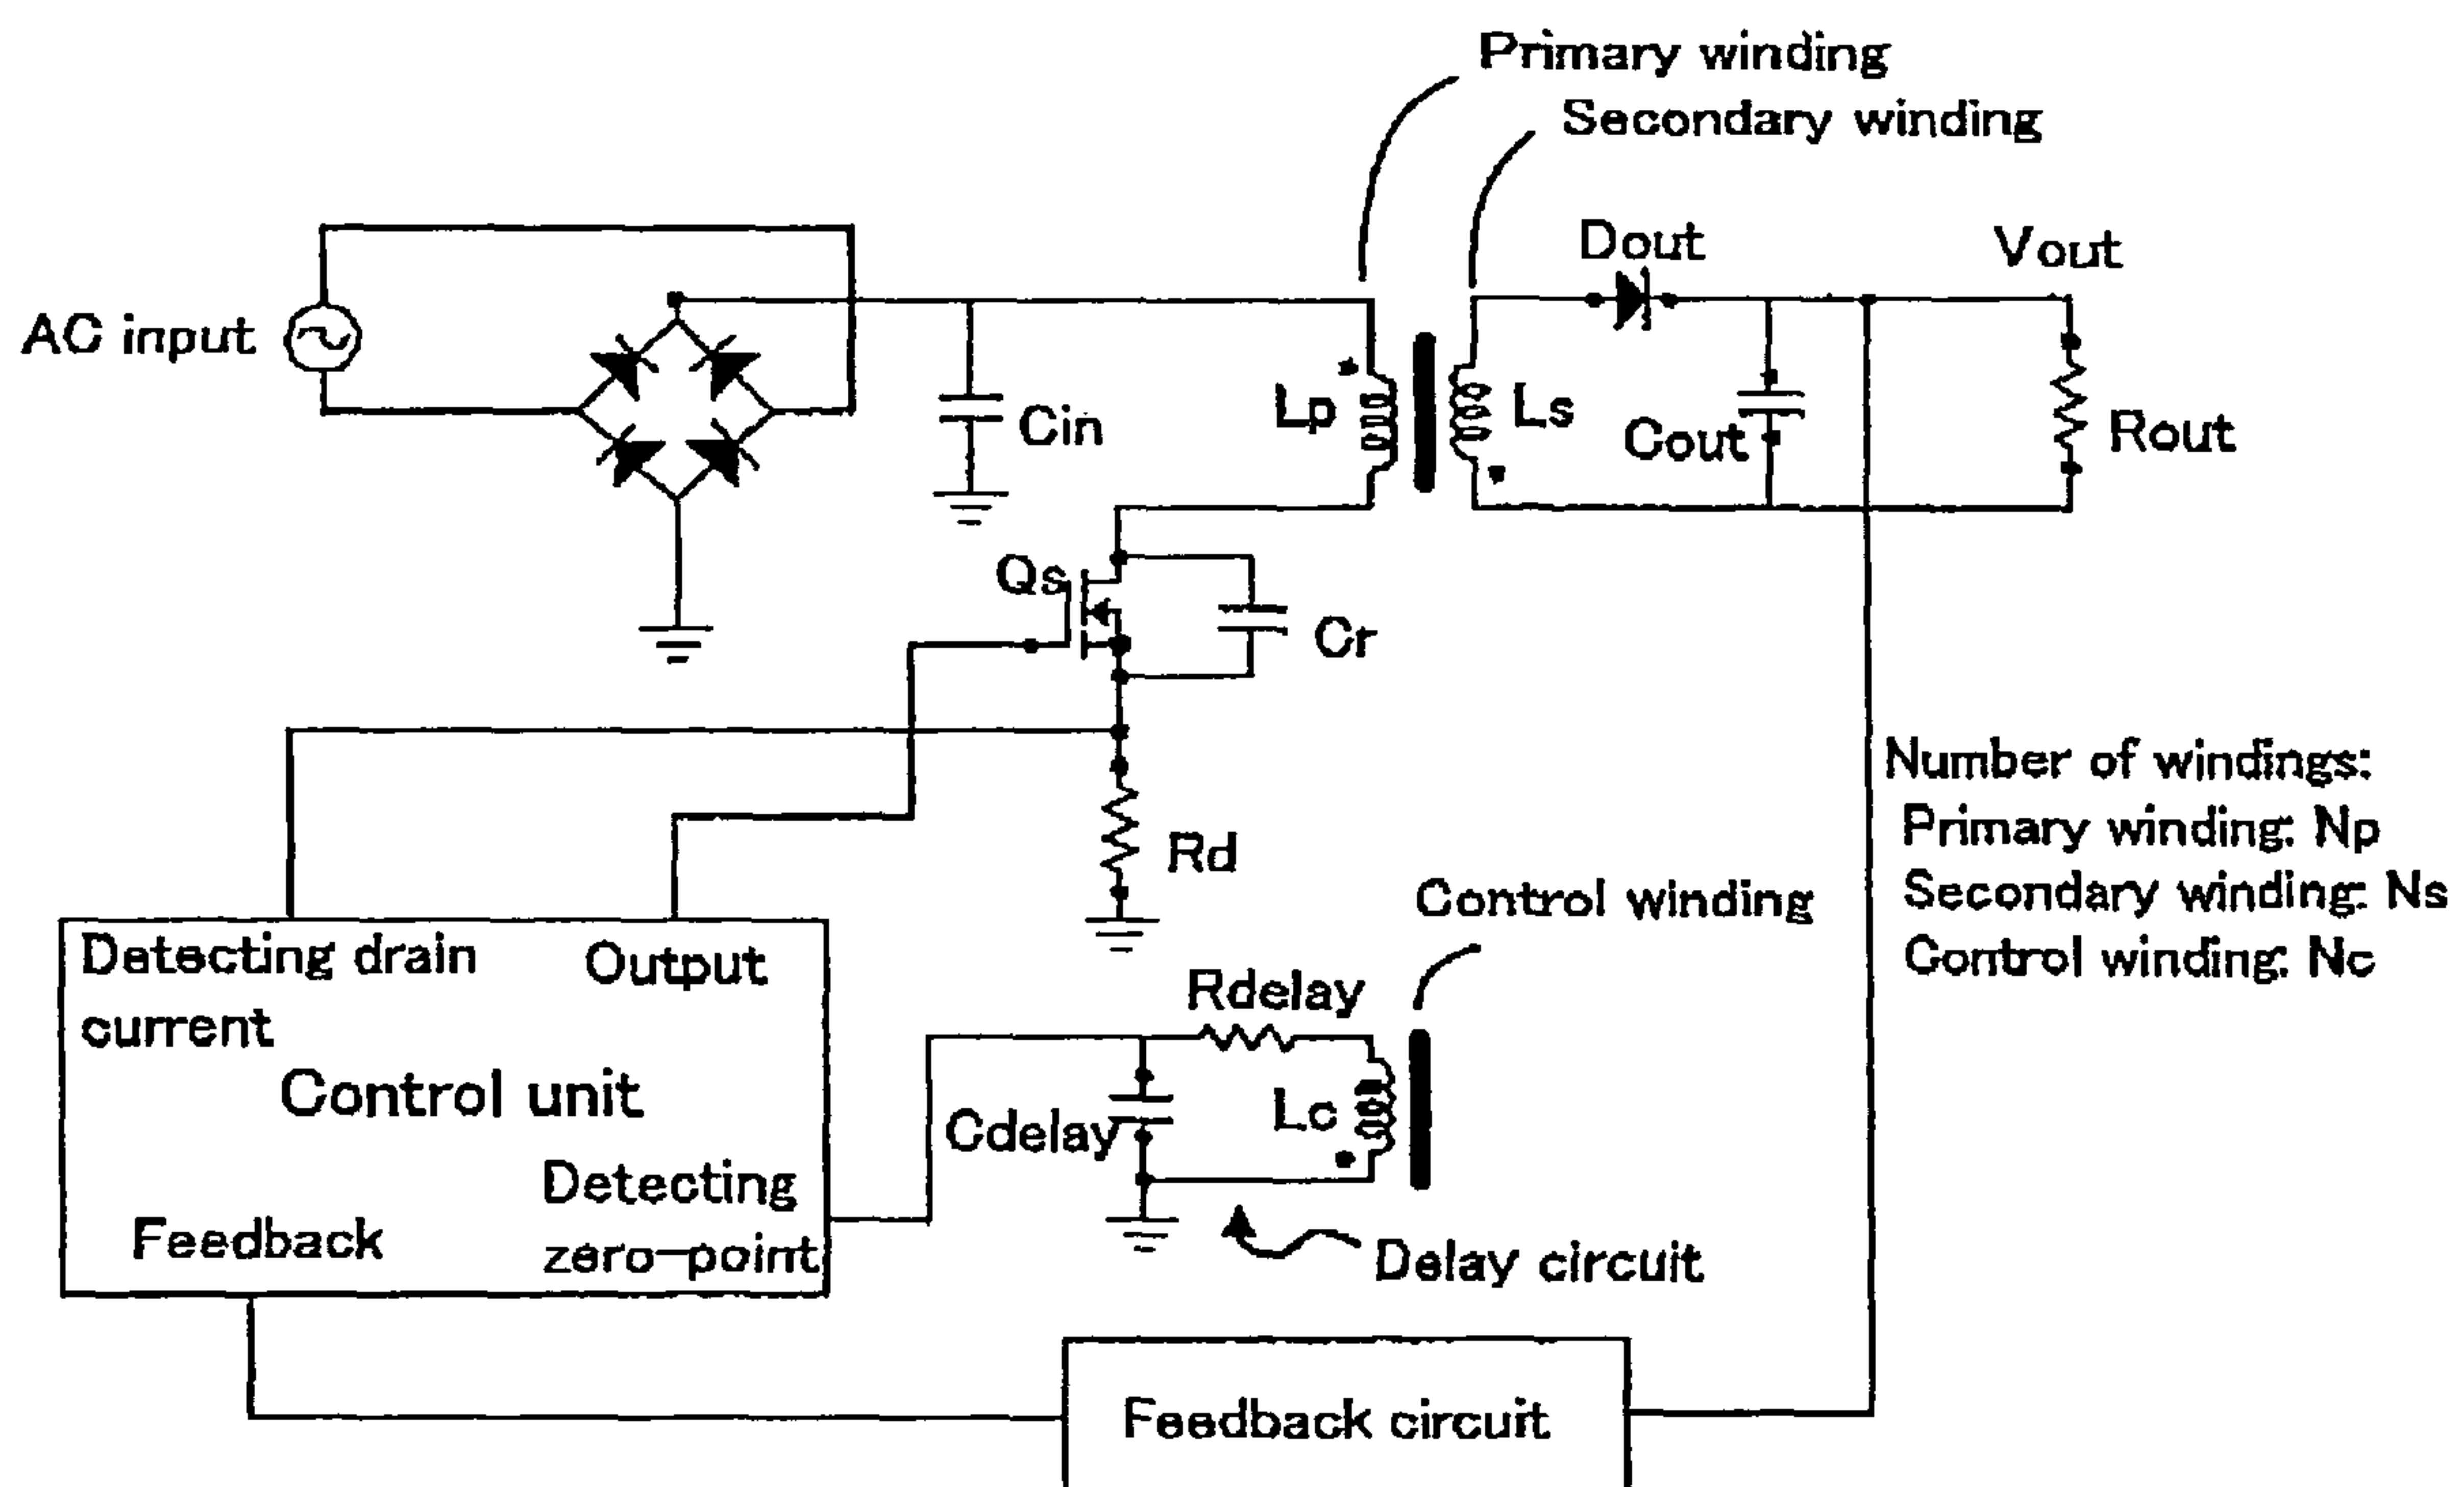 Primary winding
Secondary winding
Dout
Vout
AC input
Cin
Lp
Ls
Cout
Rout
Qs
Cr
Number of windings:
Primary winding: Np
Secondary winding: Ns
Control winding: Nc
Rd
Control winding
Detecting drain
current
Output
Rdelay
Control unit
Cdelay
Lc
Detecting
zero-point
Feedback
Delay circuit
Feedback circuit